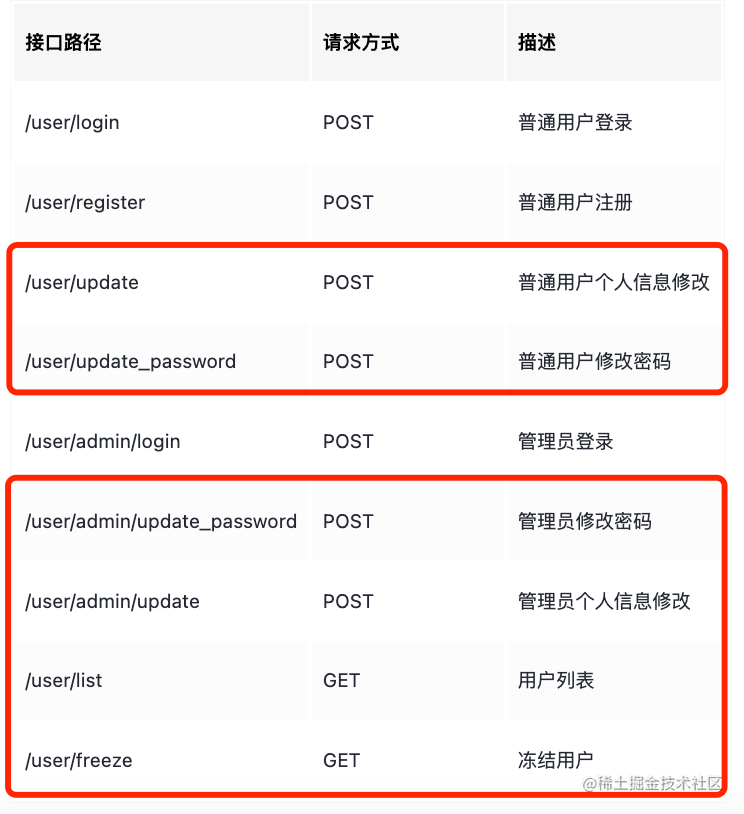 接口路径 请求方式 描述
/user/login POST 普通用户登录
/user/register POST 普通用户注册
/user/update POST 普通用户个人信息修改
/user/update_password POST 普通用户修改密码
/user/admin/login POST 管理员登录
/user/admin/update_password POST 管理员修改密码
/user/admin/update POST 管理员个人信息修改
/user/list GET 用户列表
/user/freeze GET 冻结用户
@稀土掘金技术社区